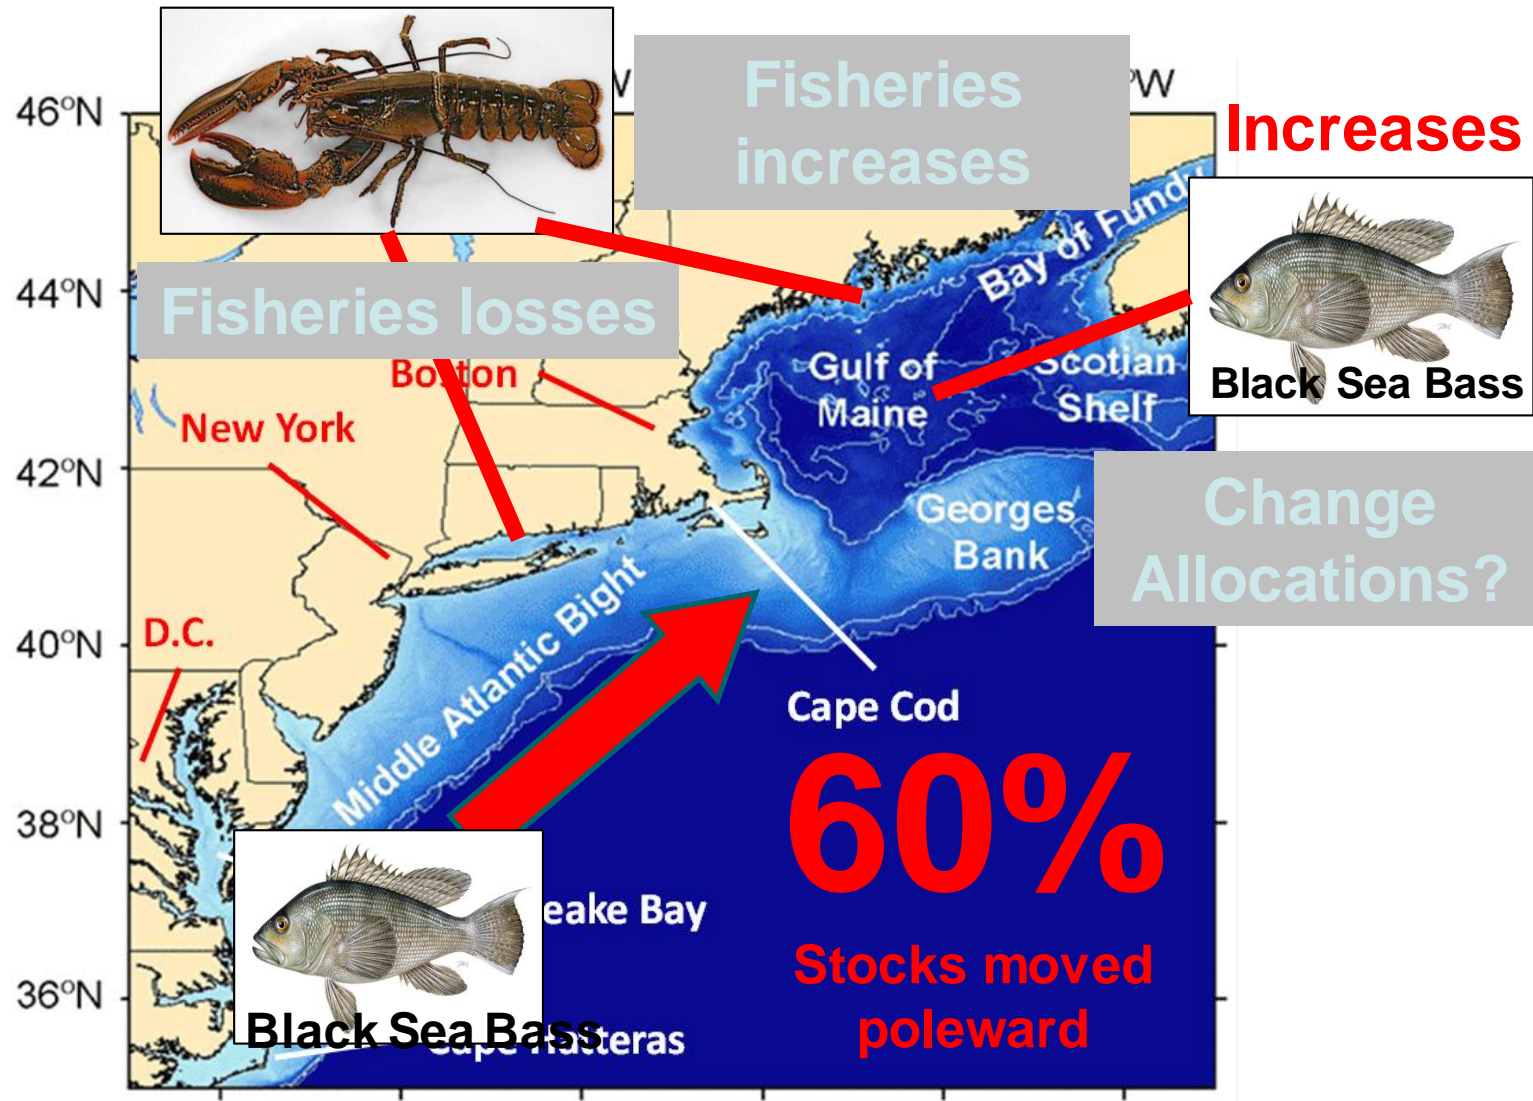 W
°W
46°N
Fisheries
increases
Increases
Bay of Fundy
44°N
Fisheries losses
Boston
Gulf of
Maine
Scotian
Shelf
Black Sea Bass
New York
42°N
Georges
Bank
Change
Allocations?
Middle Atlantic Bight
40°N
D.C.
Cape Cod
60%
38°N
eake Bay
Stocks moved
poleward
36°N
Black Sea Bass
Cape Hatteras